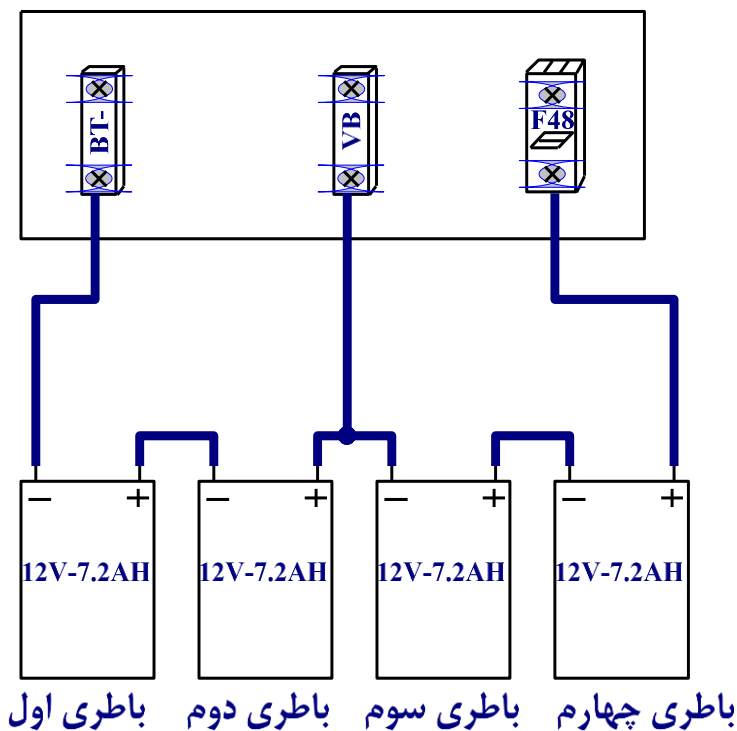 BT-
VB
F48
12V-7.2AH
12V-7.2AH
12V-7.2AH
12V-7.2AH
باطری اول
باطری دوم
باطری سوم
باطری چهارم